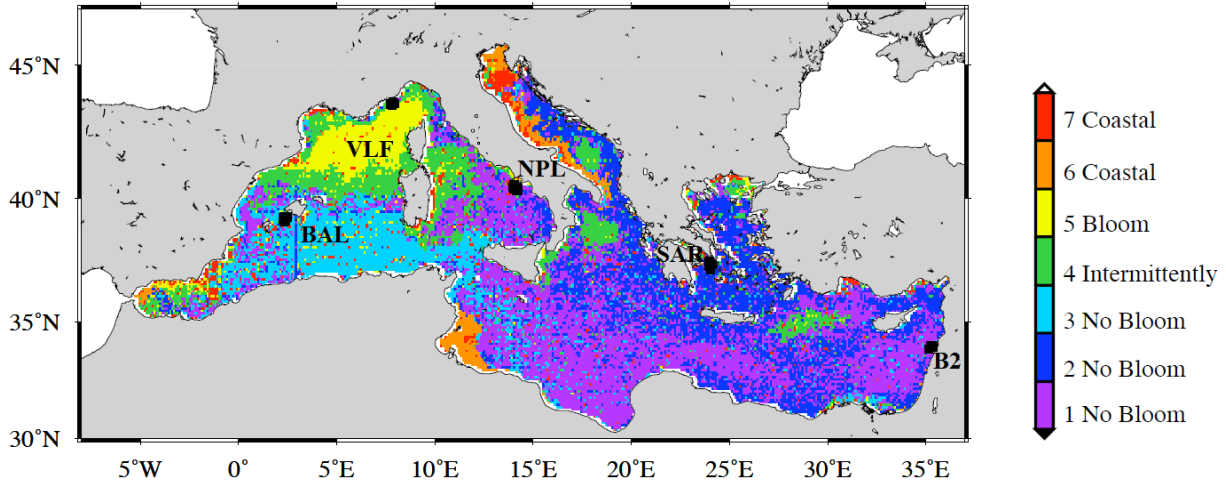 45°N
40°N
35°N
30°N
5°W 0° 5°E 10°E 15°E 20°E 25°E 30°E 35°E
VLF
NPL
BAL
SAR
B2
7 Coastal
6 Coastal
5 Bloom
4 Intermittently
3 No Bloom
2 No Bloom
1 No Bloom